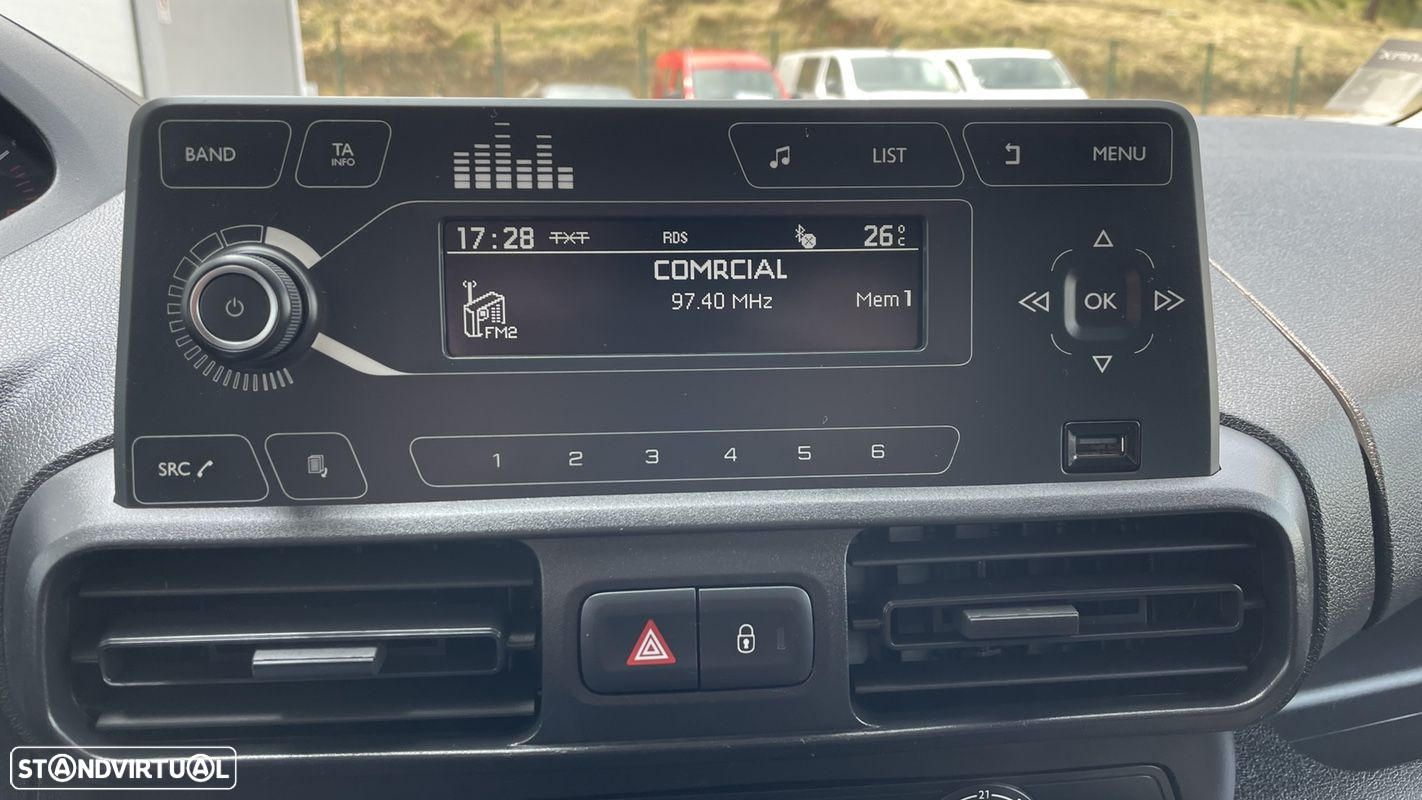 BAND
TA
INFO
LIST
MENU
17:28 TXT RDS 26°C
COMRCIAL
97.40 MHz Mem 1
FM2
OK
SRC
1 2 3 4 5 6
STANDVIRTUAL
21